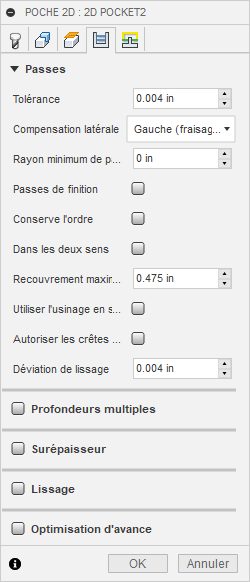 POCHE 2D : 2D POCKET2
Passes
Tolérance 0.004 in
Compensation latérale Gauche (fraisag...
Rayon minimum de p... 0 in
Passes de finition
Conserve l'ordre
Dans les deux sens
Recouvrement maxir... 0.475 in
Utiliser l'usinage en s...
Autoriser les crêtes ...
Déviation de lissage 0.004 in
Profondeurs multiples
Surépaisseur
Lissage
Optimisation d'avance
OK Annuler